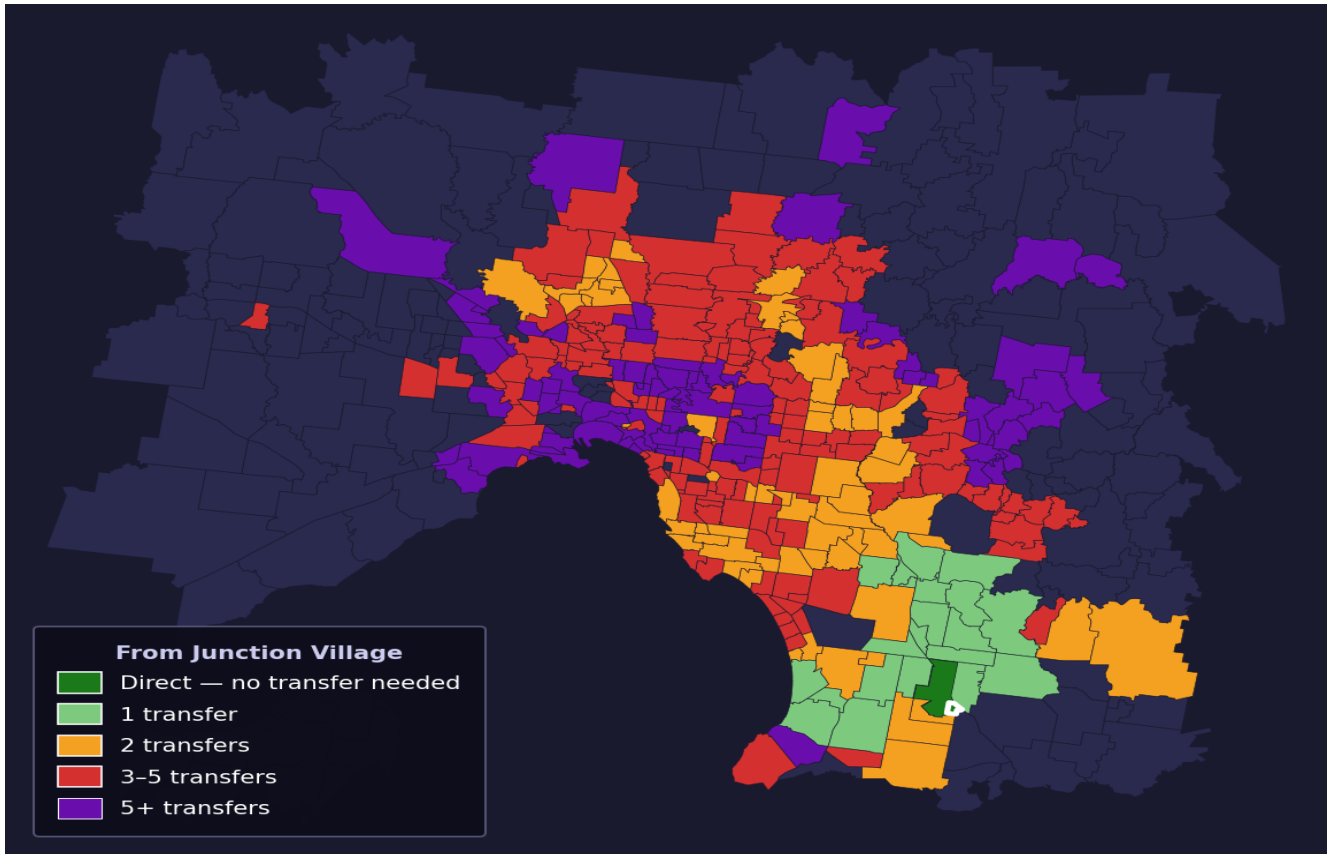 From Junction Village
Direct — no transfer needed
1 transfer
2 transfers
3–5 transfers
5+ transfers